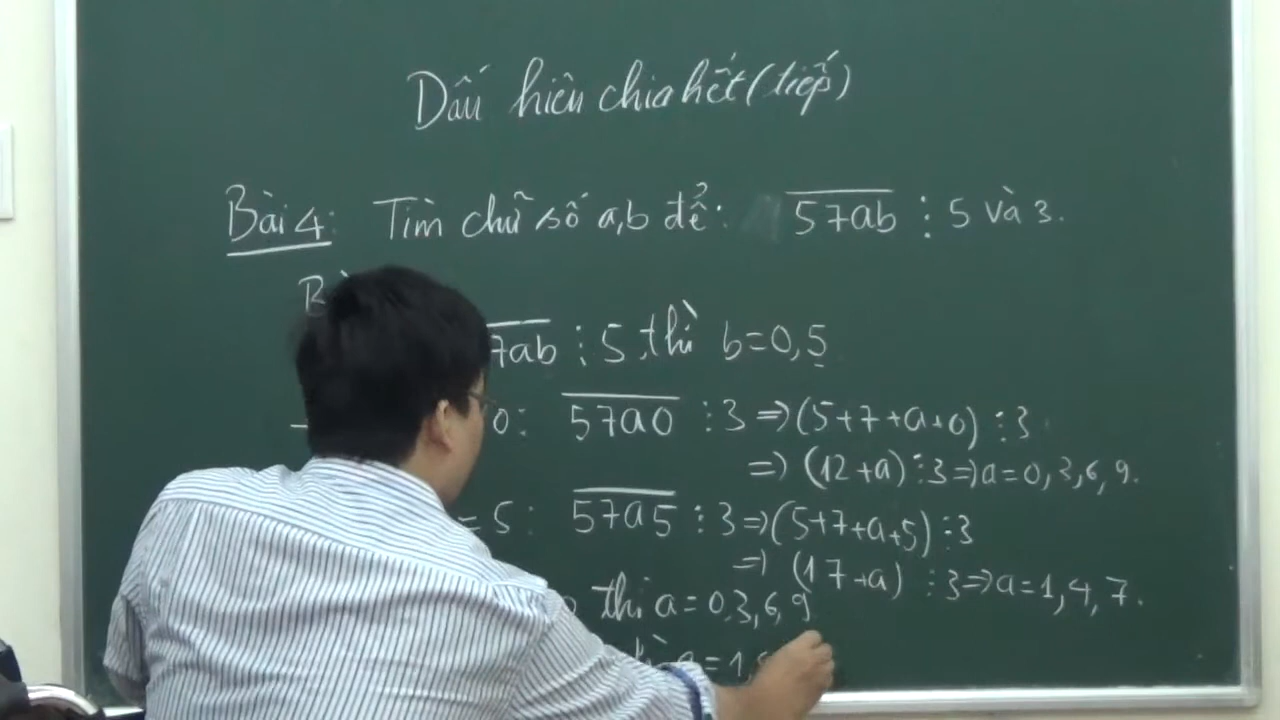 Dấu hiêu chia hết (tiếp)
Bài 4: Tìm chữ số a,b để: 57ab ⋮ 5 và 3.
7ab ⋮ 5, thì b=0,5
0: 57a0 ⋮ 3 ⇒ (5+7+a+0) ⋮ 3
⇒ (12+a) ⋮ 3 ⇒ a=0,3,6,9.
=5: 57a5 ⋮ 3 ⇒ (5+7+a+5) ⋮ 3
⇒ (17+a) ⋮ 3 ⇒ a=1,4,7.
thì a=0,3,6,9
a=1,